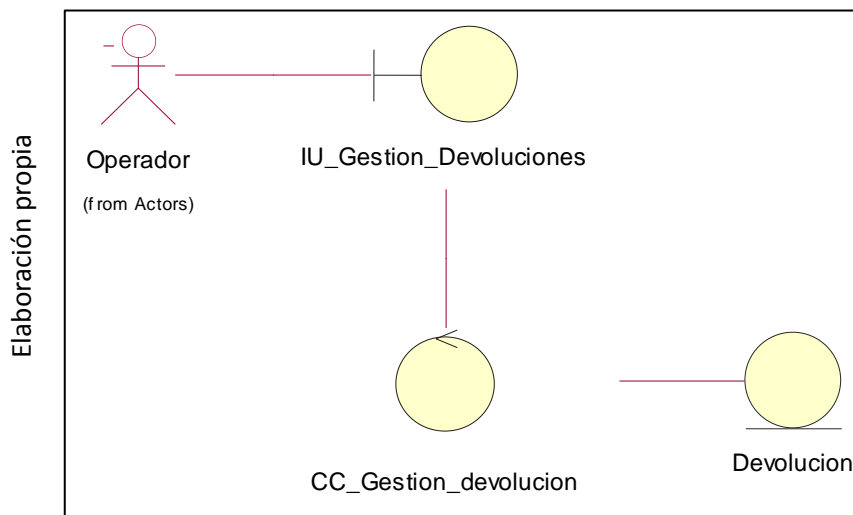 Elaboración propia
Operador
(from Actors)
IU_Gestion_Devoluciones
CC_Gestion_devolucion
Devolucion